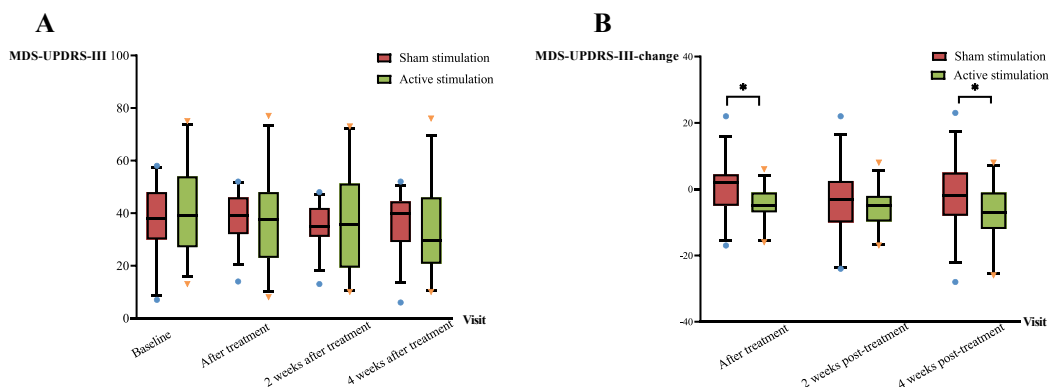 A
MDS-UPDRS-III
100
80
60
40
20
0
Sham stimulation
Active stimulation
Visit
Baseline
After treatment
2 weeks after treatment
4 weeks after treatment
B
MDS-UPDRS-III-change
40
20
0
-20
-40
Sham stimulation
Active stimulation
*
*
Visit
After treatment
2 weeks post-treatment
4 weeks post-treatment